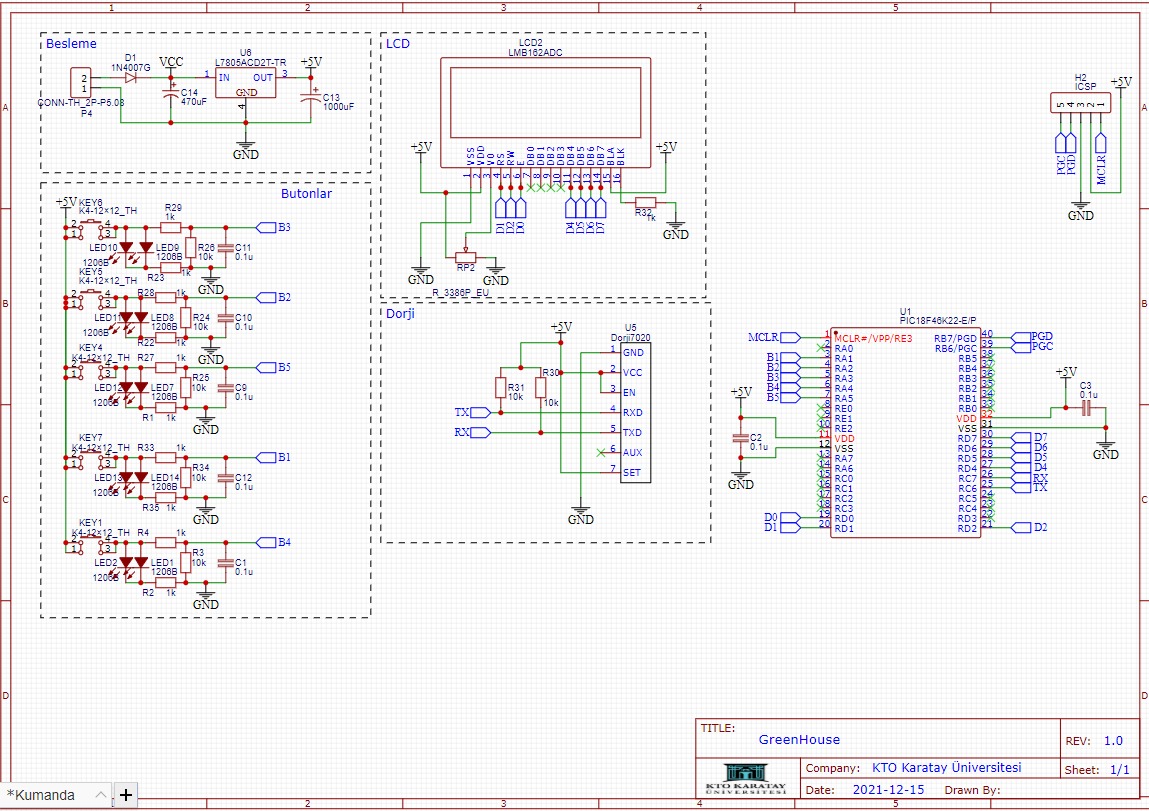 1 2 3 4 5
A
B
C
D
Besleme
D1
1N4007G
VCC
U6
L7805ACD2T-TR
+5V
2
1
1 IN OUT 3
GND
4
C14
470uF
C13
1000uF
CONN-TH_2P-P5.08
P4
GND
Butonlar
+5V
KEY6
K4-12×12_TH
2 4
1 3
R29
1k
B3
LED10
LED9
1206B
1206B
R26
10k
C11
0.1u
R23
1k
GND
KEY5
K4-12×12_TH
2 4
1 3
R28
1k
B2
LED11
LED8
1206B
1206B
R24
10k
C10
0.1u
R22
1k
GND
KEY4
K4-12×12_TH
2 4
1 3
R27
1k
B5
LED12
LED7
1206B
1206B
R25
10k
C9
0.1u
R1
1k
GND
KEY7
K4-12×12_TH
2 4
1 3
R33
1k
B1
LED13
LED14
1206B
1206B
R34
10k
C12
0.1u
R35
1k
GND
KEY1
K4-12×12_TH
2 4
1 3
R4
1k
B4
LED2
LED1
1206B
1206B
R3
10k
C1
0.1u
R2
1k
GND
LCD
LCD2
LMB162ADC
+5V
+5V
VSS VDD V0 RS RW E DB0 DB1 DB2 DB3 DB4 DB5 DB6 DB7 BLA BLK
1 2 3 4 5 6 7 8 9 10 11 12 13 14 15 16
D1 D2 D0 D4 D5 D6 D7
R32
1k
GND
RP2
GND
GND
R_3386P_EU
Dorji
+5V
U5
Dorji7020
1 GND
2 VCC
3 EN
4 RXD
5 TXD
6 AUX
7 SET
R31
10k
R30
10k
TX
RX
GND
H2
ICSP
+5V
5 4 3 2 1
PGC PGD MCLR
GND
U1
PIC18F46K22-E/P
MCLR 1 MCLR#/VPP/RE3
2 RA0
B1 3 RA1
B2 4 RA2
B3 5 RA3
B4 6 RA4
B5 7 RA5
8 RE0
9 RE1
10 RE2
11 VDD
12 VSS
13 RA7
14 RA6
15 RC0
16 RC1
17 RC2
18 RC3
D0 19 RD0
D1 20 RD1
RB7/PGD 40 PGD
RB6/PGC 39 PGC
RB5 38
RB4 37
RB3 36
RB2 35
RB1 34
RB0 33
VDD 32
VSS 31
RD7 30 D7
RD6 29 D6
RD5 28 D5
RD4 27 D4
RC7 26 RX
RC6 25 TX
RC5 24
RC4 23
RD3 22
RD2 21 D2
+5V
C2
0.1u
GND
+5V
C3
0.1u
GND
TITLE:
GreenHouse
REV: 1.0
KTO KARATAY
ÜNİVERSİTESİ
Company: KTO Karatay Üniversitesi
Sheet: 1/1
Date: 2021-12-15 Drawn By:
*Kumanda
+
1 2 3 4 5
A
B
C
D